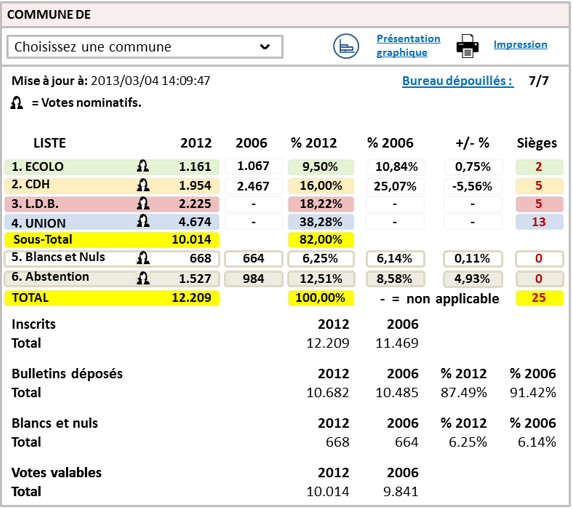 COMMUNE DE
Choisissez une commune
Présentation graphique
Impression
Mise à jour à: 2013/03/04 14:09:47
Bureau dépouillés : 7/7
= Votes nominatifs.
LISTE 2012 2006 % 2012 % 2006 +/- % Sièges
1. ECOLO 1.161 1.067 9,50% 10,84% 0,75% 2
2. CDH 1.954 2.467 16,00% 25,07% -5,56% 5
3. L.D.B. 2.225 - 18,22% - - 5
4. UNION 4.674 - 38,28% - - 13
Sous-Total 10.014 82,00%
5. Blancs et Nuls 668 664 6,25% 6,14% 0,11% 0
6. Abstention 1.527 984 12,51% 8,58% 4,93% 0
TOTAL 12.209 100,00% - = non applicable 25
Inscrits 2012 2006
Total 12.209 11.469
Bulletins déposés 2012 2006 % 2012 % 2006
Total 10.682 10.485 87.49% 91.42%
Blancs et nuls 2012 2006 % 2012 % 2006
Total 668 664 6.25% 6.14%
Votes valables 2012 2006
Total 10.014 9.841